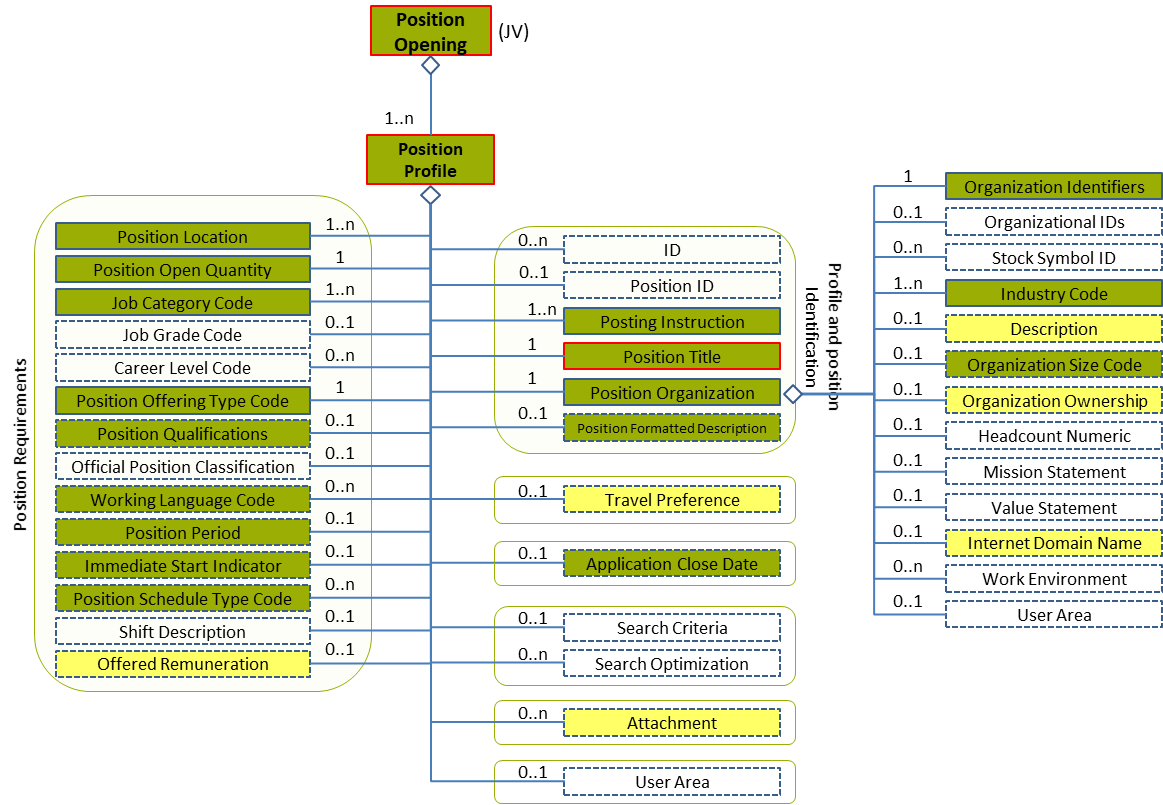 Position
Opening
(JV)
1..n
Position
Profile
Position Requirements
Position Location
1..n
Position Open Quantity
1
Job Category Code
1..n
Job Grade Code
0..1
Career Level Code
0..n
Position Offering Type Code
1
Position Qualifications
0..1
Official Position Classification
0..1
Working Language Code
0..n
Position Period
0..1
Immediate Start Indicator
0..1
Position Schedule Type Code
0..n
Shift Description
0..1
Offered Remuneration
0..1
0..n
ID
0..1
Position ID
1..n
Posting Instruction
1
Position Title
1
Position Organization
0..1
Position Formatted Description
Profile and position
Identification
0..1
Travel Preference
0..1
Application Close Date
0..1
Search Criteria
0..n
Search Optimization
0..n
Attachment
0..1
User Area
1
Organization Identifiers
0..1
Organizational IDs
0..n
Stock Symbol ID
1..n
Industry Code
0..1
Description
0..1
Organization Size Code
0..1
Organization Ownership
0..1
Headcount Numeric
0..1
Mission Statement
0..1
Value Statement
0..1
Internet Domain Name
0..n
Work Environment
0..1
User Area